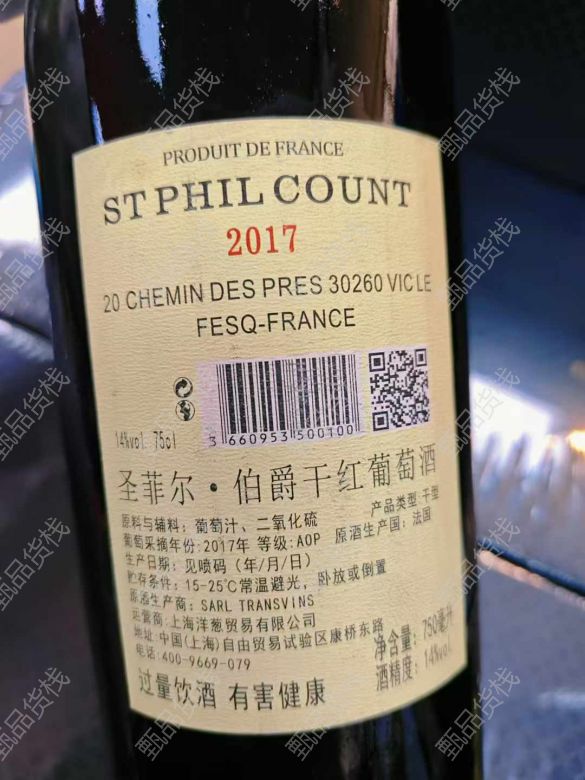 PRODUIT DE FRANCE
ST PHIL COUNT
2017
20 CHEMIN DES PRES 30260 VIC LE
FESQ-FRANCE
14%vol. 75cl
3 660953 500100
圣菲尔·伯爵干红葡萄酒
原料与辅料：葡萄汁、二氧化硫 产品类型：干型
葡萄采摘年份：2017年 等级：AOP 原酒生产国：法国
生产日期：见喷码（年/月/日）
贮存条件：15-25℃常温避光，卧放或倒置
原酒生产商：SARL TRANSVINS
运营商：上海洋葱贸易有限公司
地址：中国(上海)自由贸易试验区康桥东路
电话：400-9669-079
净含量：750毫升
酒精度：14%vol.
过量饮酒 有害健康
甄品货栈